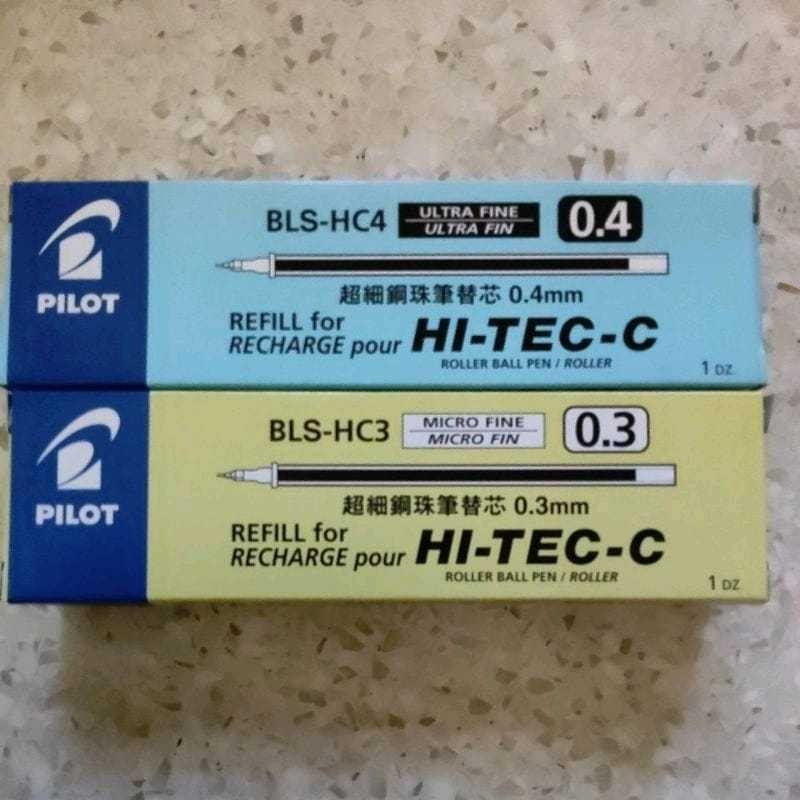 PILOT
BLS-HC4 ULTRA FINE 0.4
ULTRA FIN
超細鋼珠筆替芯 0.4mm
REFILL for
RECHARGE pour HI-TEC-C
ROLLER BALL PEN / ROLLER
1 DZ.
PILOT
BLS-HC3 MICRO FINE 0.3
MICRO FIN
超細鋼珠筆替芯 0.3mm
REFILL for
RECHARGE pour HI-TEC-C
ROLLER BALL PEN / ROLLER
1 DZ